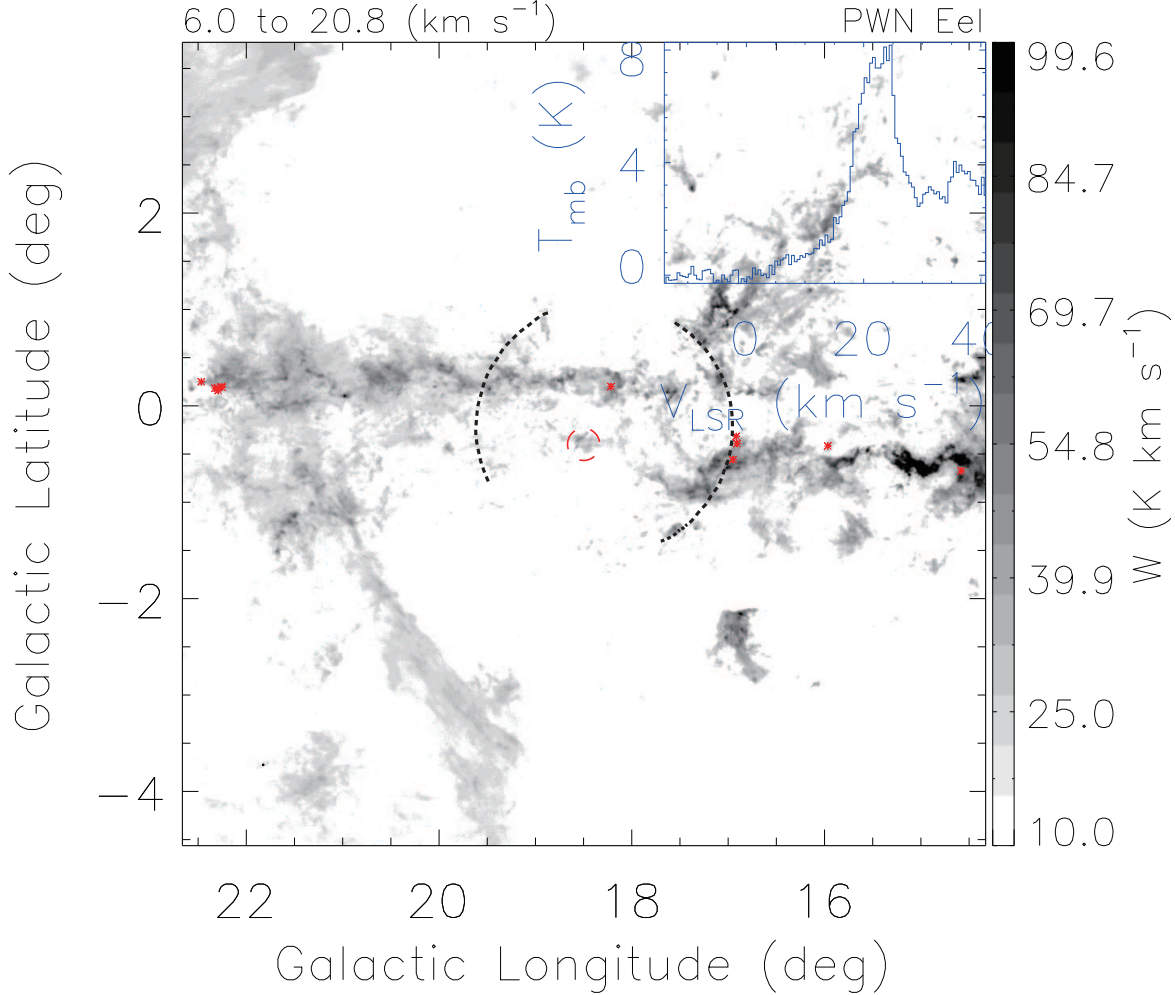 6.0 to 20.8 (km s⁻¹)
PWN Eel
Galactic Latitude (deg)
2
0
−2
−4
T_mb (K)
8
4
0
0 20 40
V_LSR (km s⁻¹)
99.6
84.7
69.7
54.8
39.9
25.0
10.0
W (K km s⁻¹)
22 20 18 16
Galactic Longitude (deg)